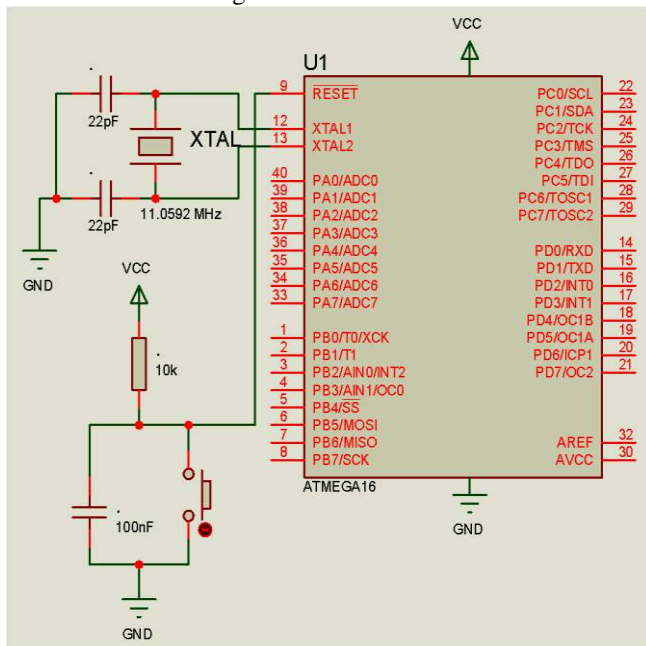 VCC
U1
22pF
XTAL
22pF
11.0592 MHz
GND
VCC
10k
100nF
GND
9 RESET
12 XTAL1
13 XTAL2
40 PA0/ADC0
39 PA1/ADC1
38 PA2/ADC2
37 PA3/ADC3
36 PA4/ADC4
35 PA5/ADC5
34 PA6/ADC6
33 PA7/ADC7
1 PB0/T0/XCK
2 PB1/T1
3 PB2/AIN0/INT2
4 PB3/AIN1/OC0
5 PB4/SS
6 PB5/MOSI
7 PB6/MISO
8 PB7/SCK
PC0/SCL 22
PC1/SDA 23
PC2/TCK 24
PC3/TMS 25
PC4/TDO 26
PC5/TDI 27
PC6/TOSC1 28
PC7/TOSC2 29
PD0/RXD 14
PD1/TXD 15
PD2/INT0 16
PD3/INT1 17
PD4/OC1B 18
PD5/OC1A 19
PD6/ICP1 20
PD7/OC2 21
AREF 32
AVCC 30
ATMEGA16
GND